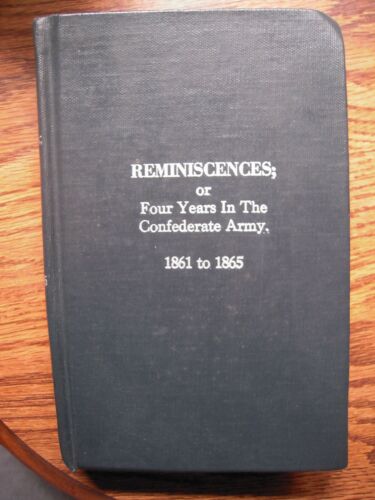 REMINISCENCES;
or
Four Years In The
Confederate Army.
1861 to 1865